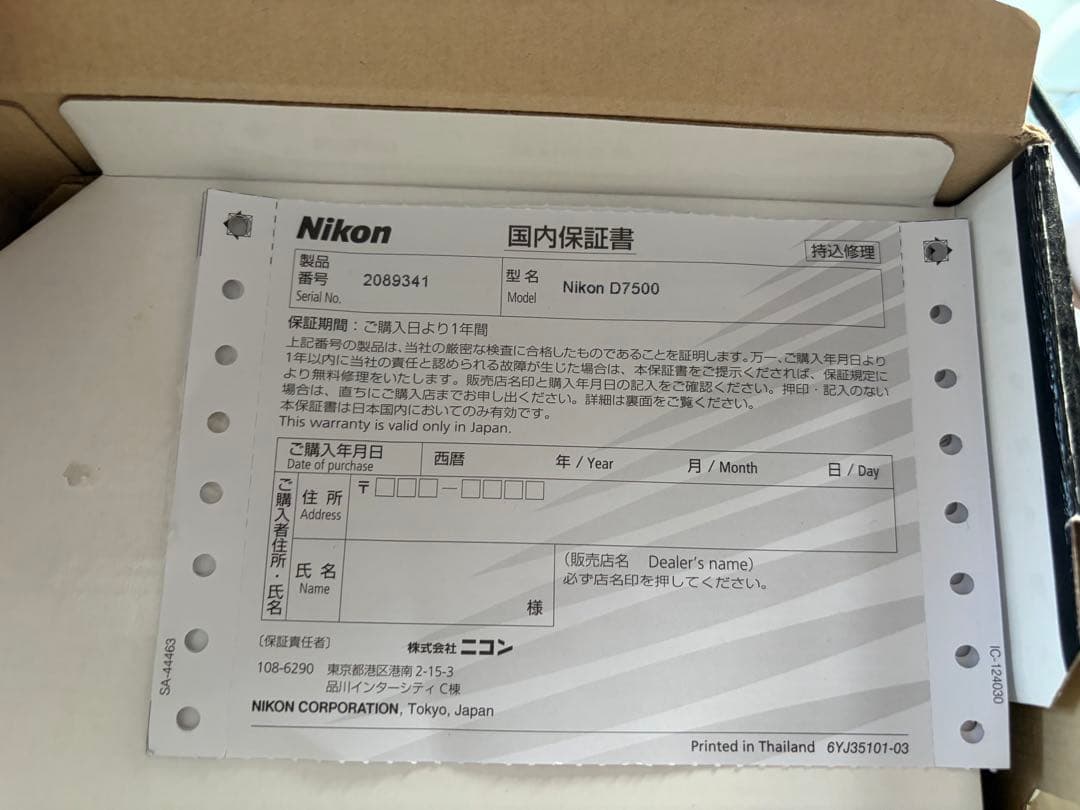 Nikon
国内保証書
持込修理
製品
番号
Serial No.
2089341
型名
Model
Nikon D7500
保証期間：ご購入日より1年間
上記番号の製品は、当社の厳密な検査に合格したものであることを証明します。万一、ご購入年月日より
1年以内に当社の責任と認められる故障が生じた場合は、本保証書をご提示くだされば、保証規定に
より無料修理をいたします。販売店名印と購入年月日の記入をご確認ください。押印・記入のない
場合は、直ちにご購入店までお申し出ください。詳細は裏面をご覧ください。
本保証書は日本国内においてのみ有効です。
This warranty is valid only in Japan.
ご購入年月日
Date of purchase
西暦
年 / Year
月 / Month
日 / Day
ご購入者住所・氏名
住所
Address
〒□□□－□□□□
氏名
Name
様
（販売店名 Dealer's name）
必ず店名印を押してください。
〔保証責任者〕
株式会社 ニコン
108-6290 東京都港区港南2-15-3
品川インターシティC棟
NIKON CORPORATION, Tokyo, Japan
Printed in Thailand 6YJ35101-03
SA-44463
IC-124030